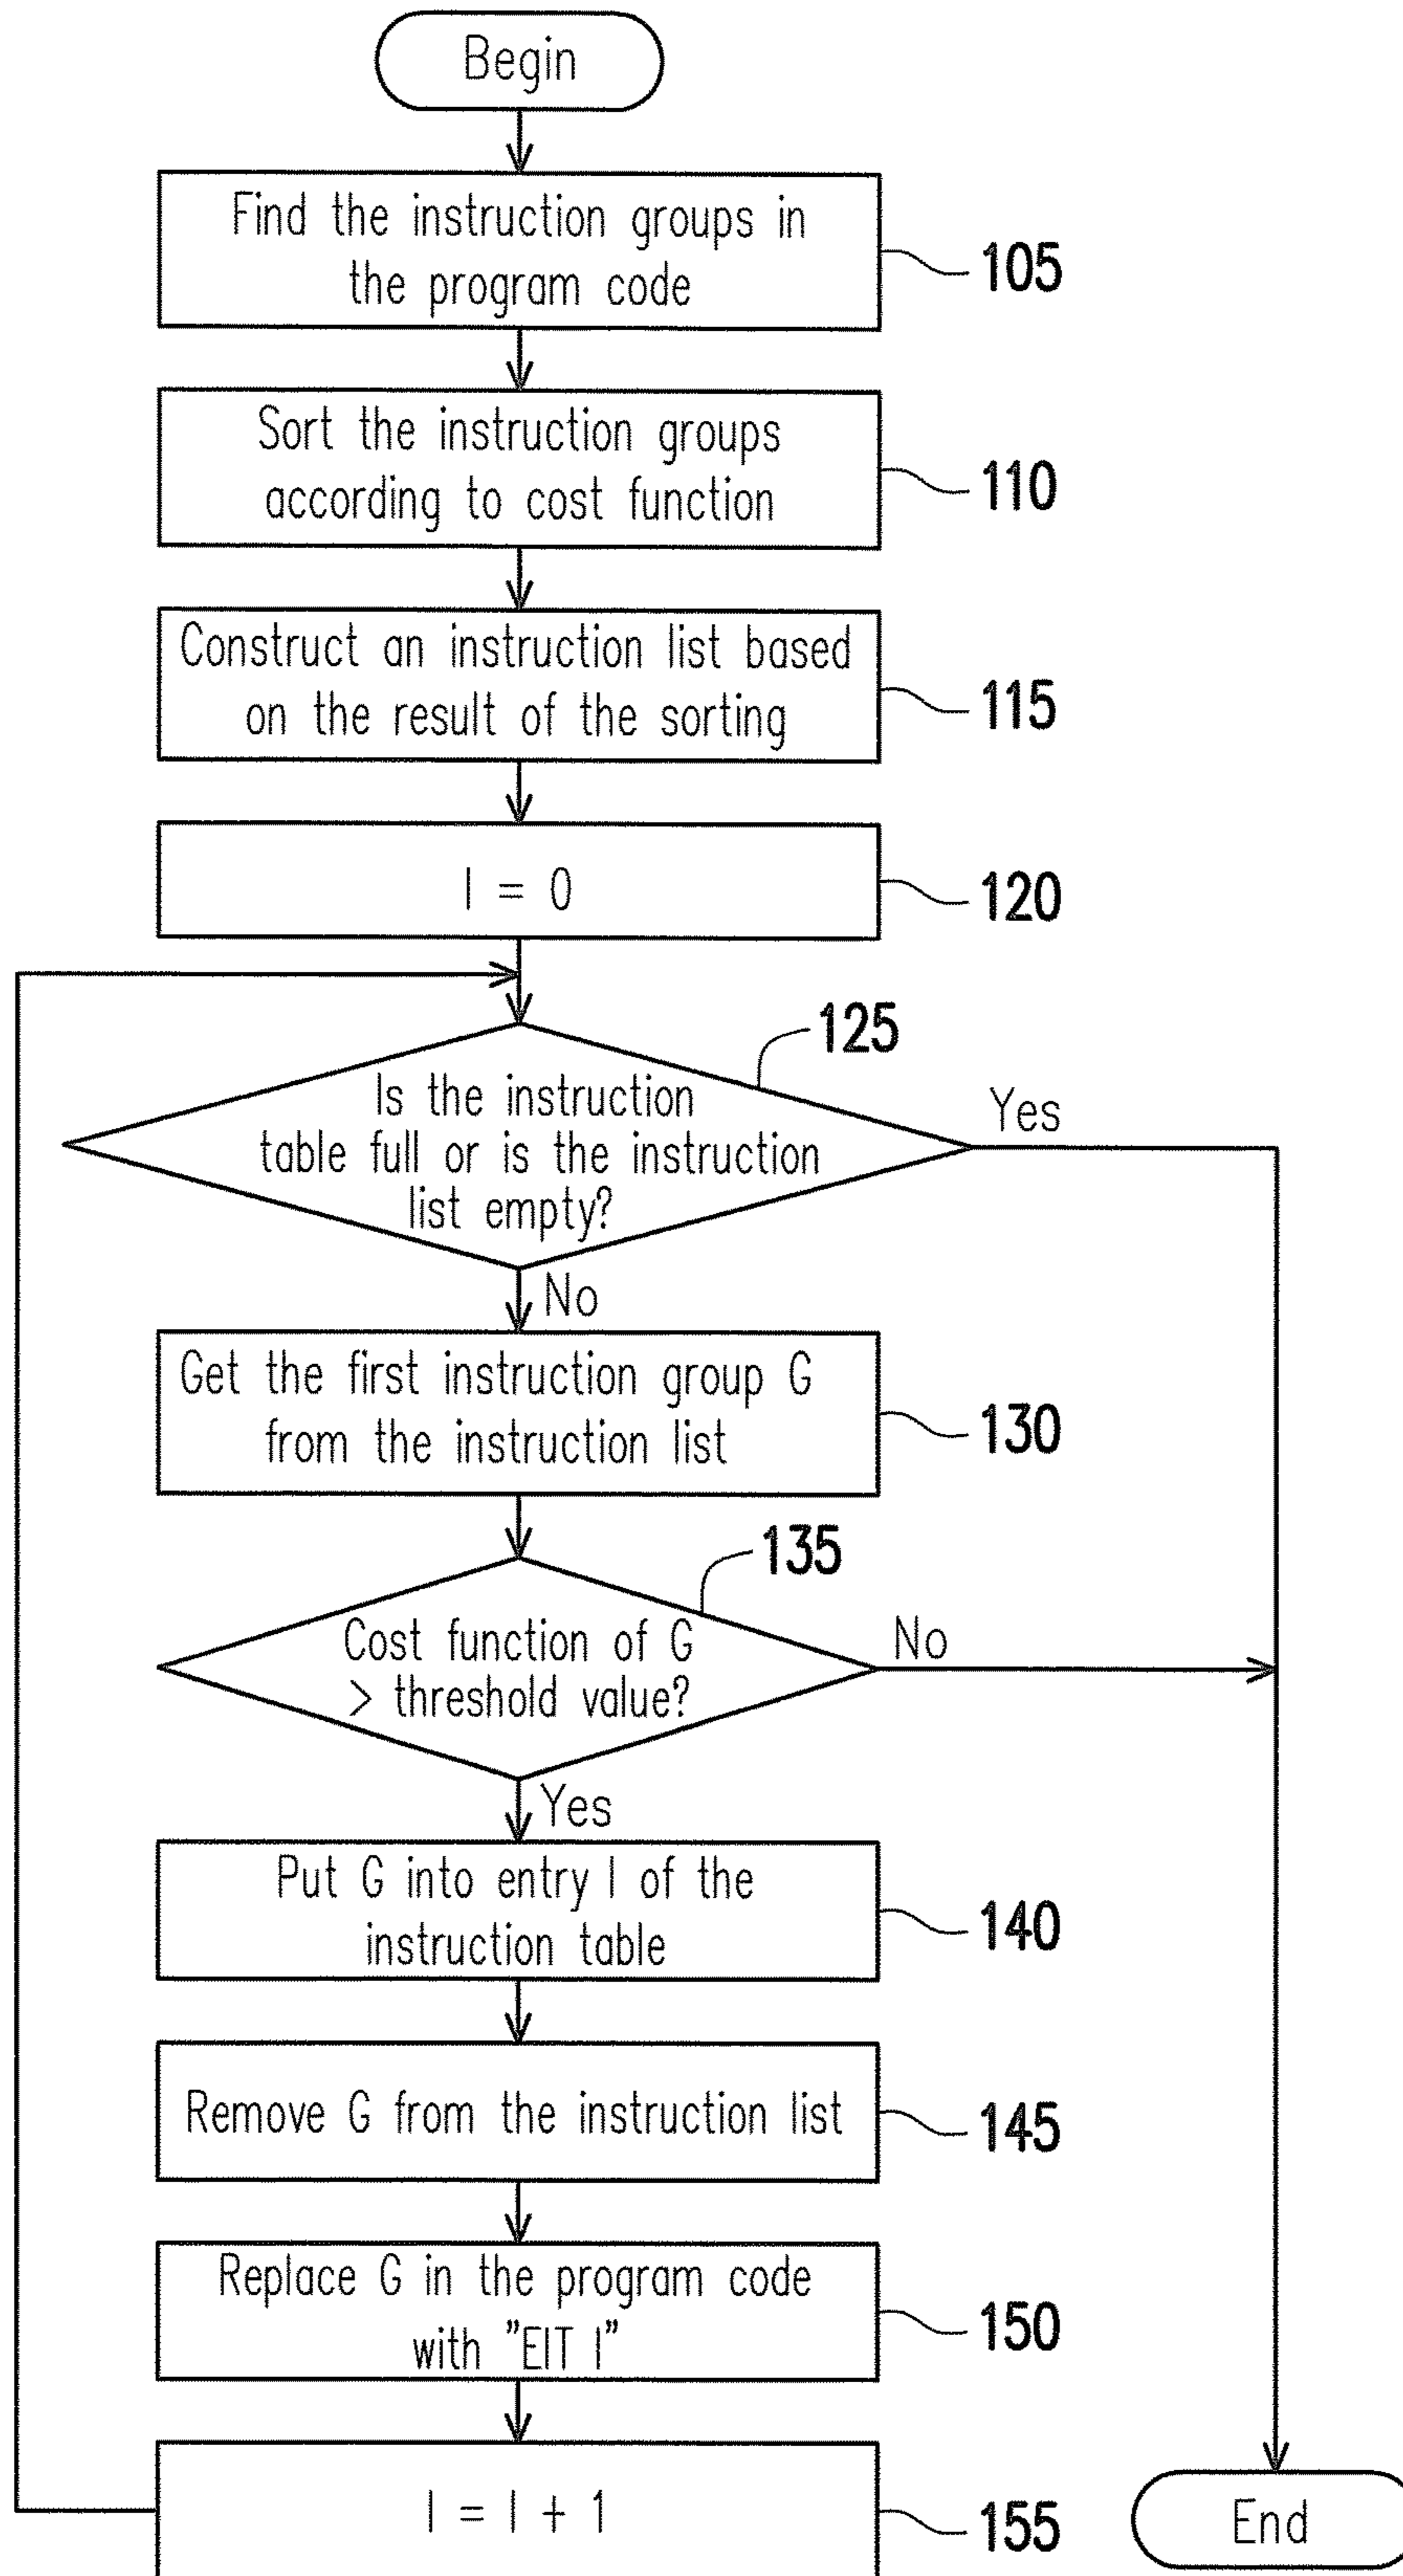 Begin
Find the instruction groups in
the program code
105
Sort the instruction groups
according to cost function
110
Construct an instruction list based
on the result of the sorting
115
I = 0
120
125
Is the instruction
table full or is the instruction
list empty?
Yes
No
Get the first instruction group G
from the instruction list
130
135
Cost function of G
> threshold value?
No
Yes
Put G into entry I of the
instruction table
140
Remove G from the instruction list
145
Replace G in the program code
with "EIT I"
150
I = I + 1
155
End